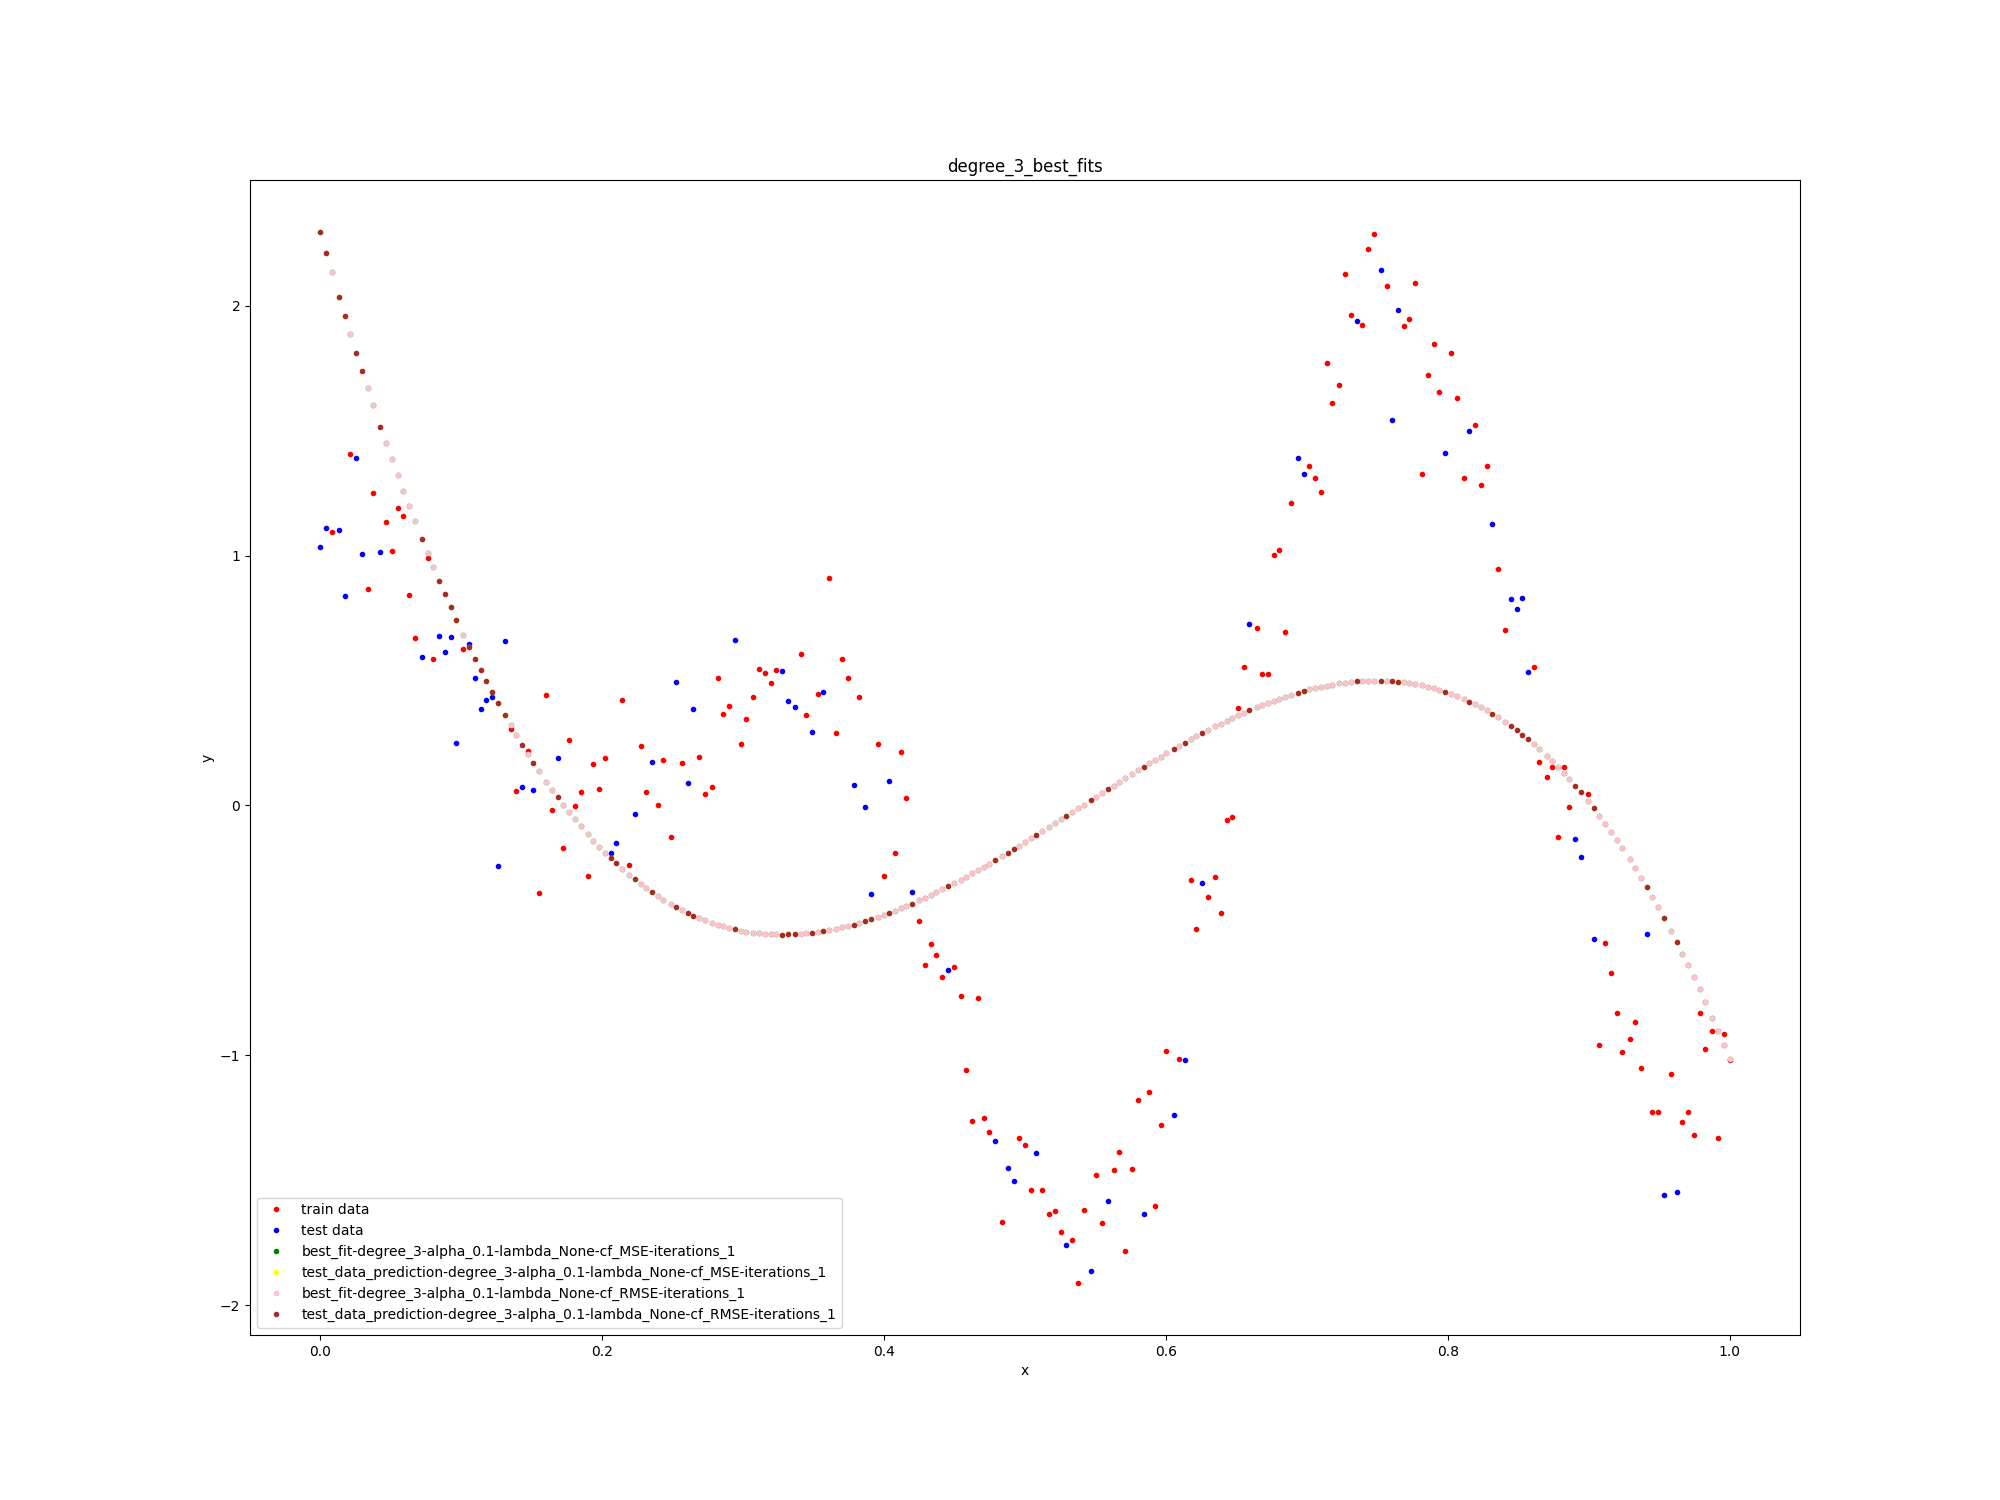 degree_3_best_fits
y
2
1
0
−1
−2
train data
test data
best_fit-degree_3-alpha_0.1-lambda_None-cf_MSE-iterations_1
test_data_prediction-degree_3-alpha_0.1-lambda_None-cf_MSE-iterations_1
best_fit-degree_3-alpha_0.1-lambda_None-cf_RMSE-iterations_1
test_data_prediction-degree_3-alpha_0.1-lambda_None-cf_RMSE-iterations_1
0.0 0.2 0.4 0.6 0.8 1.0
x